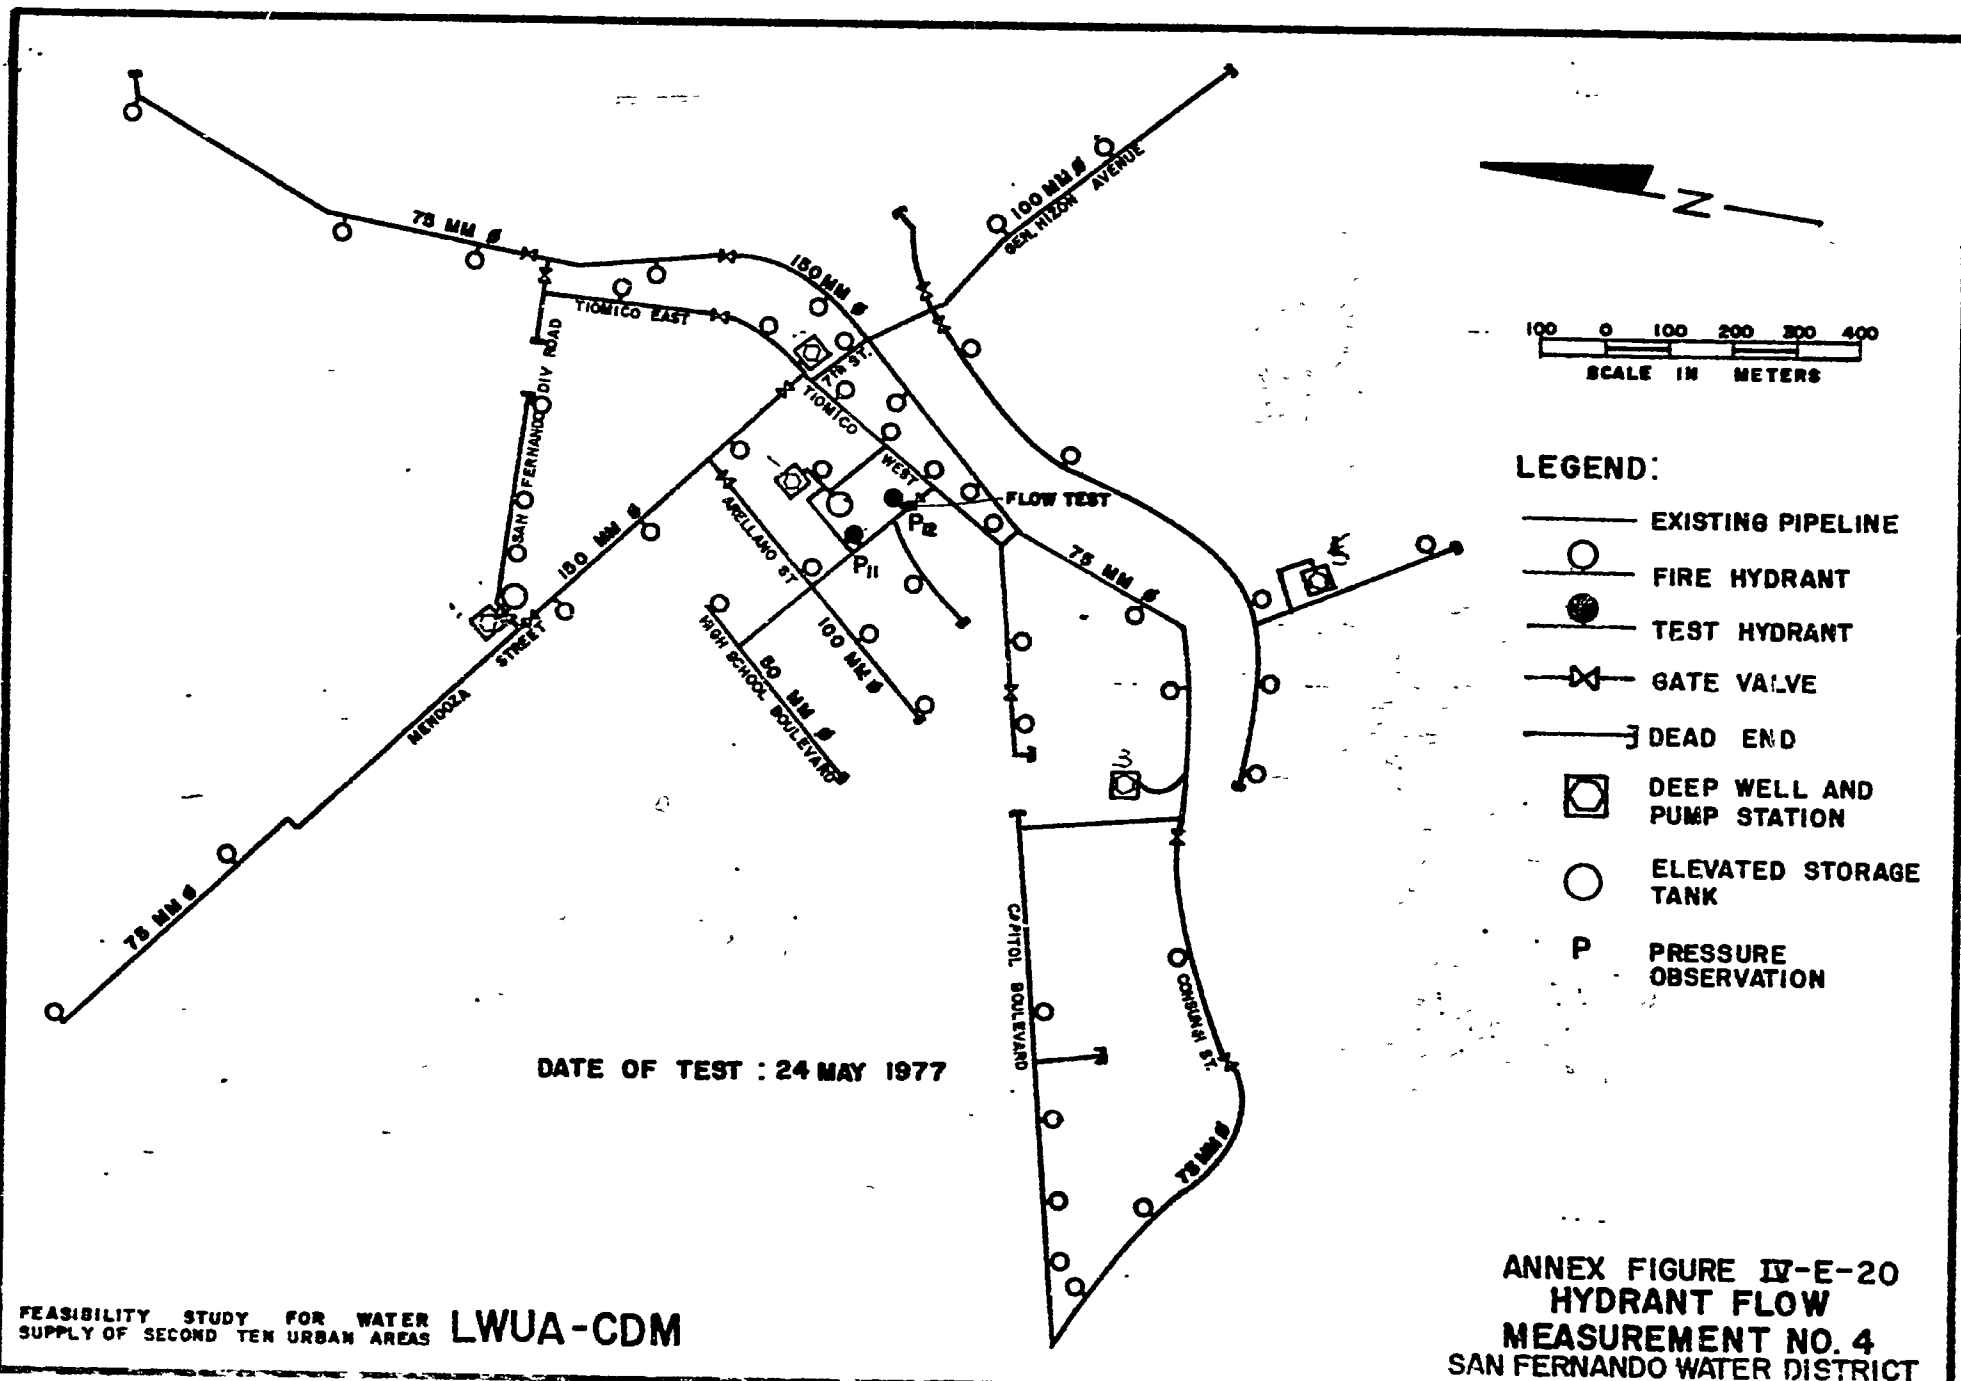 75 MM Ø
150 MM Ø
100 MM Ø
GEN. HIZON AVENUE
N
TIOMICO EAST
SAN FERNANDO DIV ROAD
7TH ST.
TIOMICO WEST
100 0 100 200 300 400
SCALE IN METERS
FLOW TEST
P12
P11
ARELLANO ST
150 MM Ø
MENDOZA STREET
75 MM Ø
100 MM Ø
HIGH SCHOOL BOULEVARD
50 MM Ø
75 MM Ø
3
CAPITOL BOULEVARD
CONSUNJI ST.
75 MM Ø
LEGEND:
EXISTING PIPELINE
FIRE HYDRANT
TEST HYDRANT
GATE VALVE
DEAD END
DEEP WELL AND
PUMP STATION
ELEVATED STORAGE
TANK
P PRESSURE
OBSERVATION
DATE OF TEST : 24 MAY 1977
FEASIBILITY STUDY FOR WATER
SUPPLY OF SECOND TEN URBAN AREAS
LWUA-CDM
ANNEX FIGURE IV-E-20
HYDRANT FLOW
MEASUREMENT NO. 4
SAN FERNANDO WATER DISTRICT